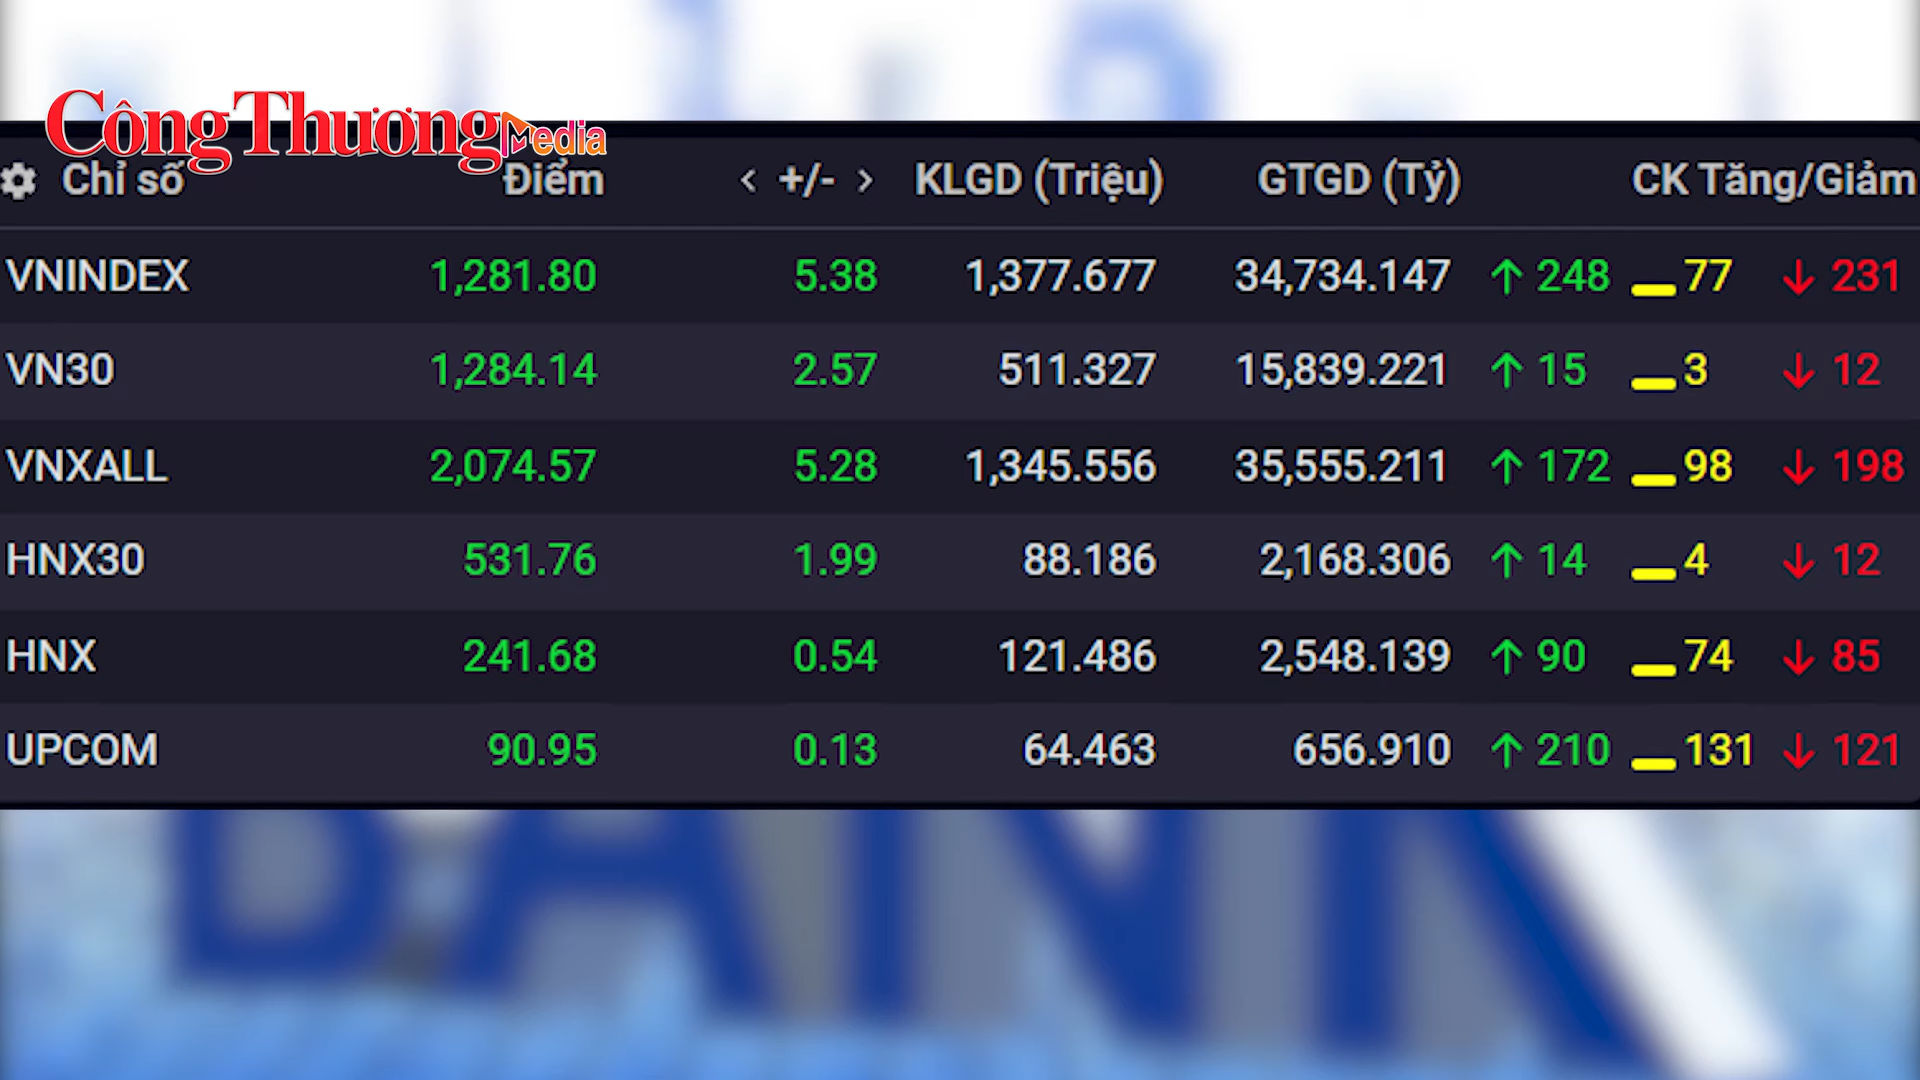 CôngThương Media
Chỉ số Điểm < +/- > KLGD (Triệu) GTGD (Tỷ) CK Tăng/Giảm
VNINDEX 1,281.80 5.38 1,377.677 34,734.147 ↑ 248 77 ↓ 231
VN30 1,284.14 2.57 511.327 15,839.221 ↑ 15 3 ↓ 12
VNXALL 2,074.57 5.28 1,345.556 35,555.211 ↑ 172 98 ↓ 198
HNX30 531.76 1.99 88.186 2,168.306 ↑ 14 4 ↓ 12
HNX 241.68 0.54 121.486 2,548.139 ↑ 90 74 ↓ 85
UPCOM 90.95 0.13 64.463 656.910 ↑ 210 131 ↓ 121
BANK